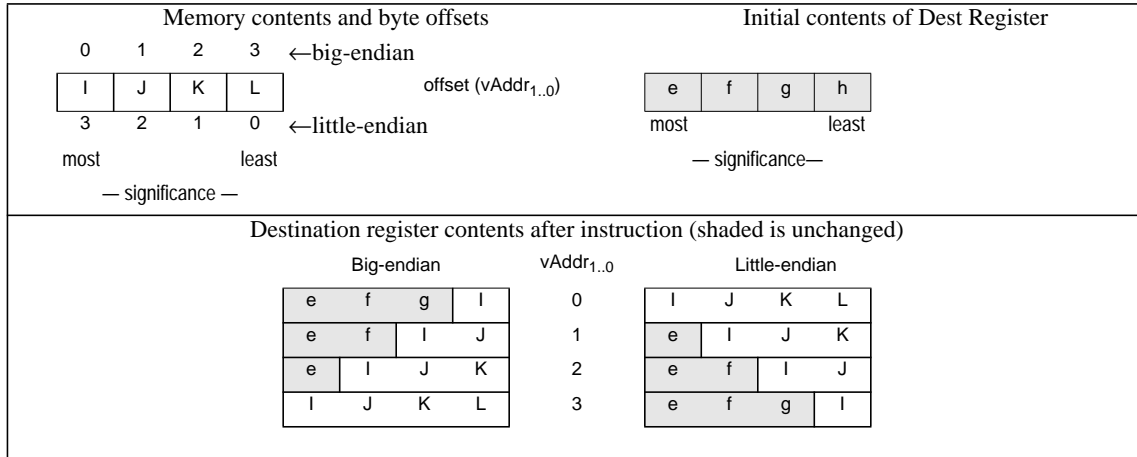 Memory contents and byte offsets
Initial contents of Dest Register
0 1 2 3 ←big-endian
I J K L
offset (vAddr1..0)
e f g h
3 2 1 0 ←little-endian
most least
most least
— significance —
— significance—
Destination register contents after instruction (shaded is unchanged)
Big-endian vAddr1..0 Little-endian
e f g I 0 I J K L
e f I J 1 e I J K
e I J K 2 e f I J
I J K L 3 e f g I